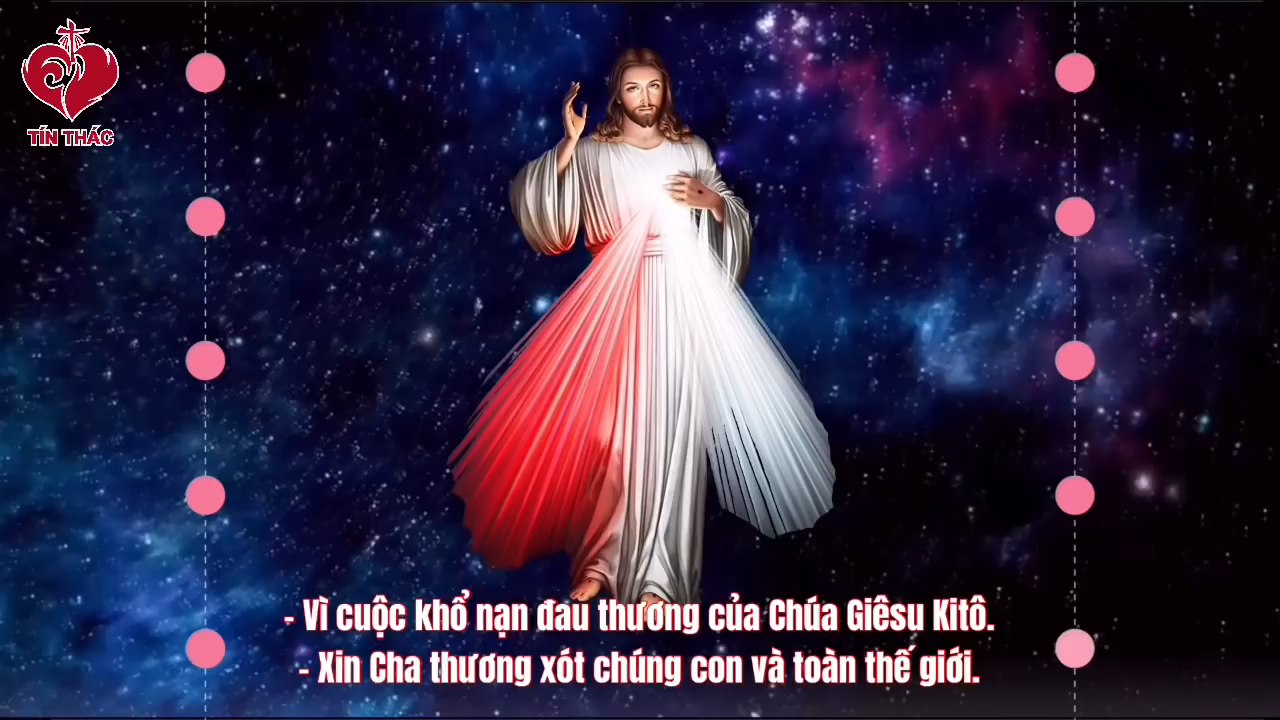 TÍN THÁC
- Vì cuộc khổ nạn đau thương của Chúa Giêsu Kitô.
- Xin Cha thương xót chúng con và toàn thế giới.